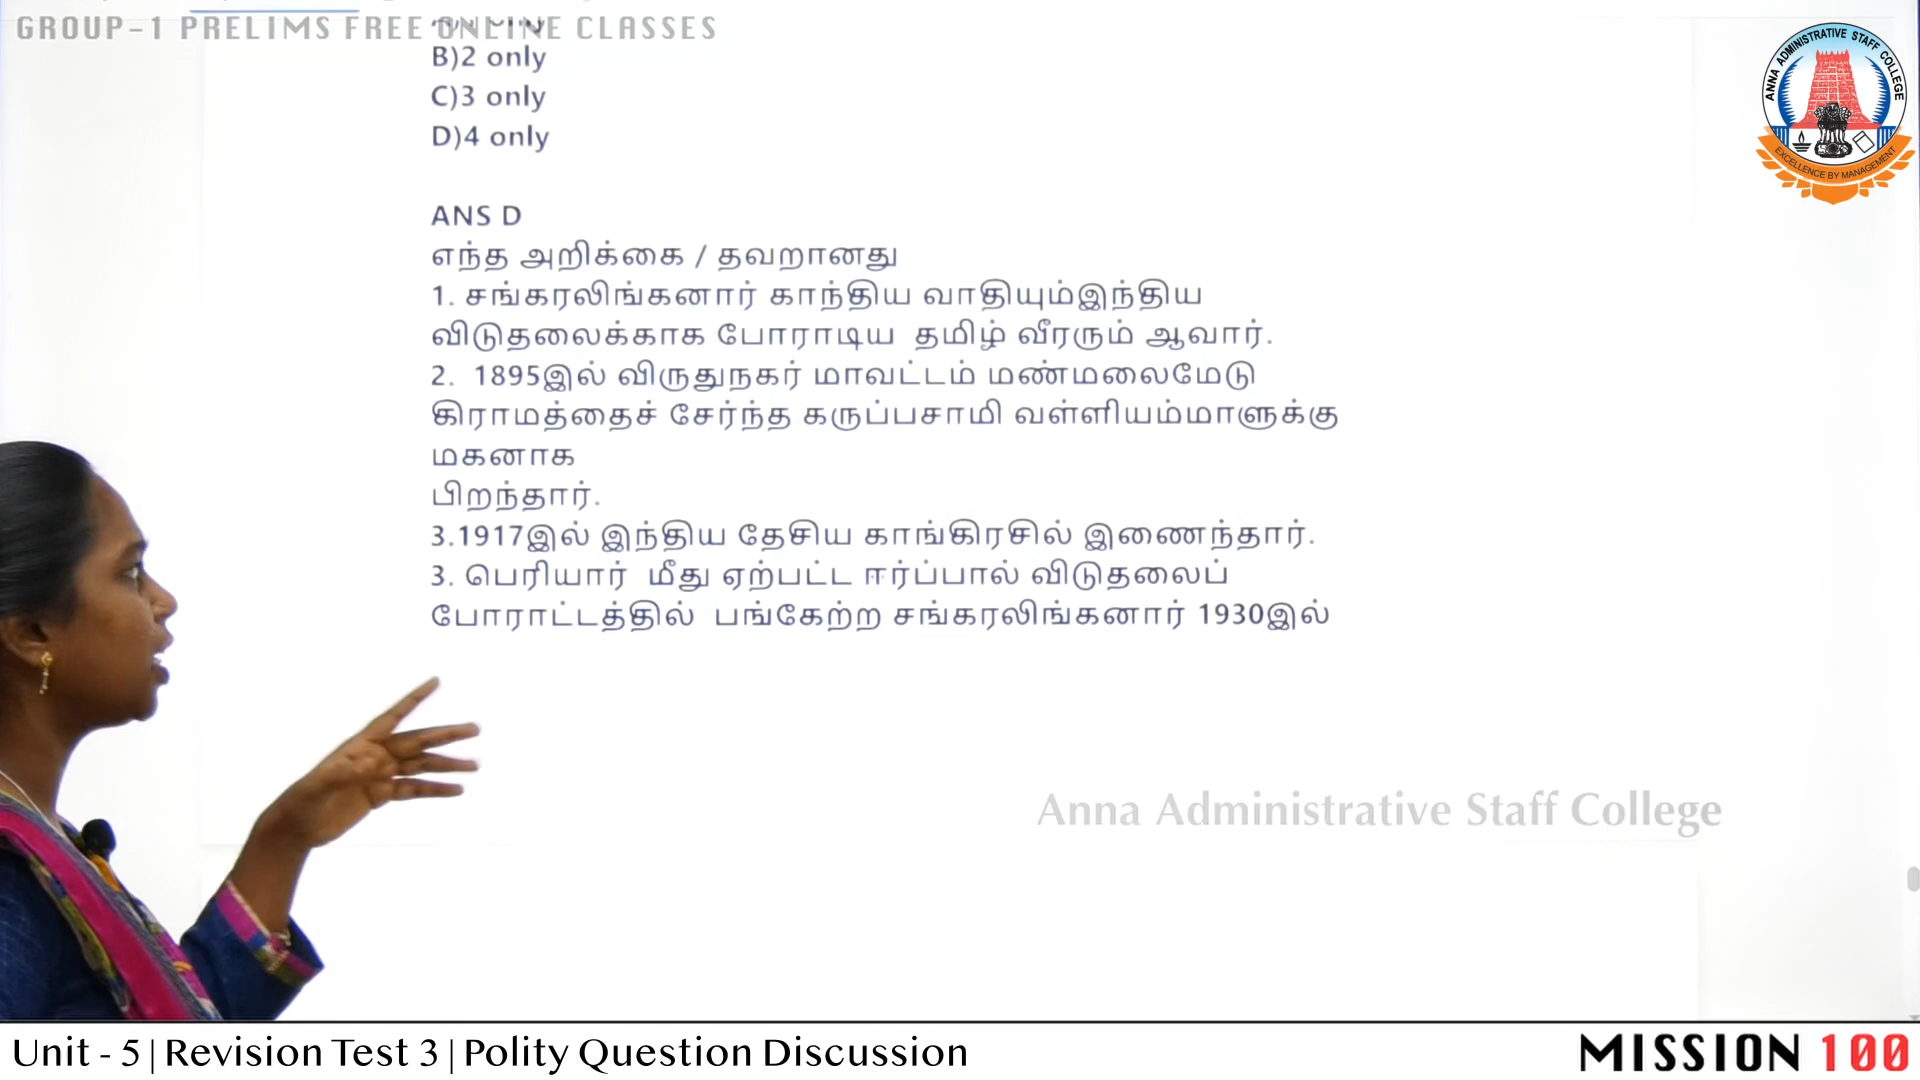 GROUP-1 PRELIMS FREE ONLINE CLASSES
B)2 only
C)3 only
D)4 only
ANS D
எந்த அறிக்கை / தவறானது
1. சங்கரலிங்கனார் காந்திய வாதியும்இந்திய
விடுதலைக்காக போராடிய தமிழ் வீரரும் ஆவார்.
2. 1895இல் விருதுநகர் மாவட்டம் மண்மலைமேடு
கிராமத்தைச் சேர்ந்த கருப்பசாமி வள்ளியம்மாளுக்கு
மகனாக
பிறந்தார்.
3.1917இல் இந்திய தேசிய காங்கிரசில் இணைந்தார்.
3. பெரியார் மீது ஏற்பட்ட ஈர்ப்பால் விடுதலைப்
போராட்டத்தில் பங்கேற்ற சங்கரலிங்கனார் 1930இல்
ANNA ADMINISTRATIVE STAFF COLLEGE
EXCELLENCE BY MANAGEMENT
Anna Administrative Staff College
Unit - 5 | Revision Test 3 | Polity Question Discussion
MISSION 100